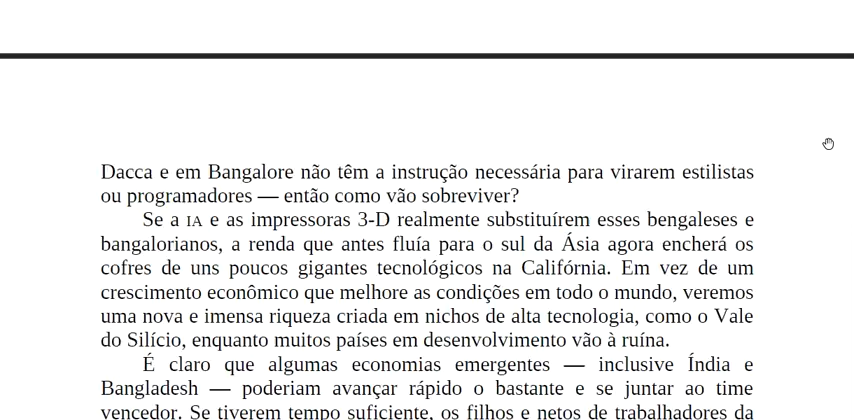 Dacca e em Bangalore não têm a instrução necessária para virarem estilistas
ou programadores — então como vão sobreviver?
Se a IA e as impressoras 3-D realmente substituírem esses bengaleses e
bangalorianos, a renda que antes fluía para o sul da Ásia agora encherá os
cofres de uns poucos gigantes tecnológicos na Califórnia. Em vez de um
crescimento econômico que melhore as condições em todo o mundo, veremos
uma nova e imensa riqueza criada em nichos de alta tecnologia, como o Vale
do Silício, enquanto muitos países em desenvolvimento vão à ruína.
É claro que algumas economias emergentes — inclusive Índia e
Bangladesh — poderiam avançar rápido o bastante e se juntar ao time
vencedor. Se tiverem tempo suficiente, os filhos e netos de trabalhadores da